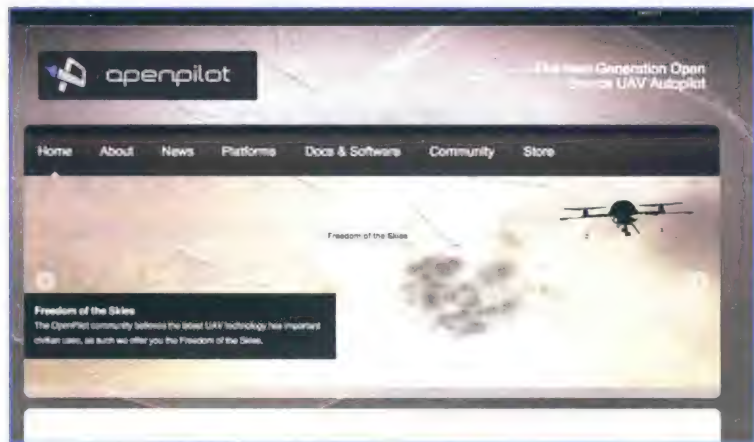 openpilot
The Next Generation Open
Source UAV Autopilot
Home About News Platforms Docs & Software Community Store
Freedom of the Skies
Freedom of the Skies
The OpenPilot community believes the latest UAV technology has important
civilian uses, as such we offer you the Freedom of the Skies.